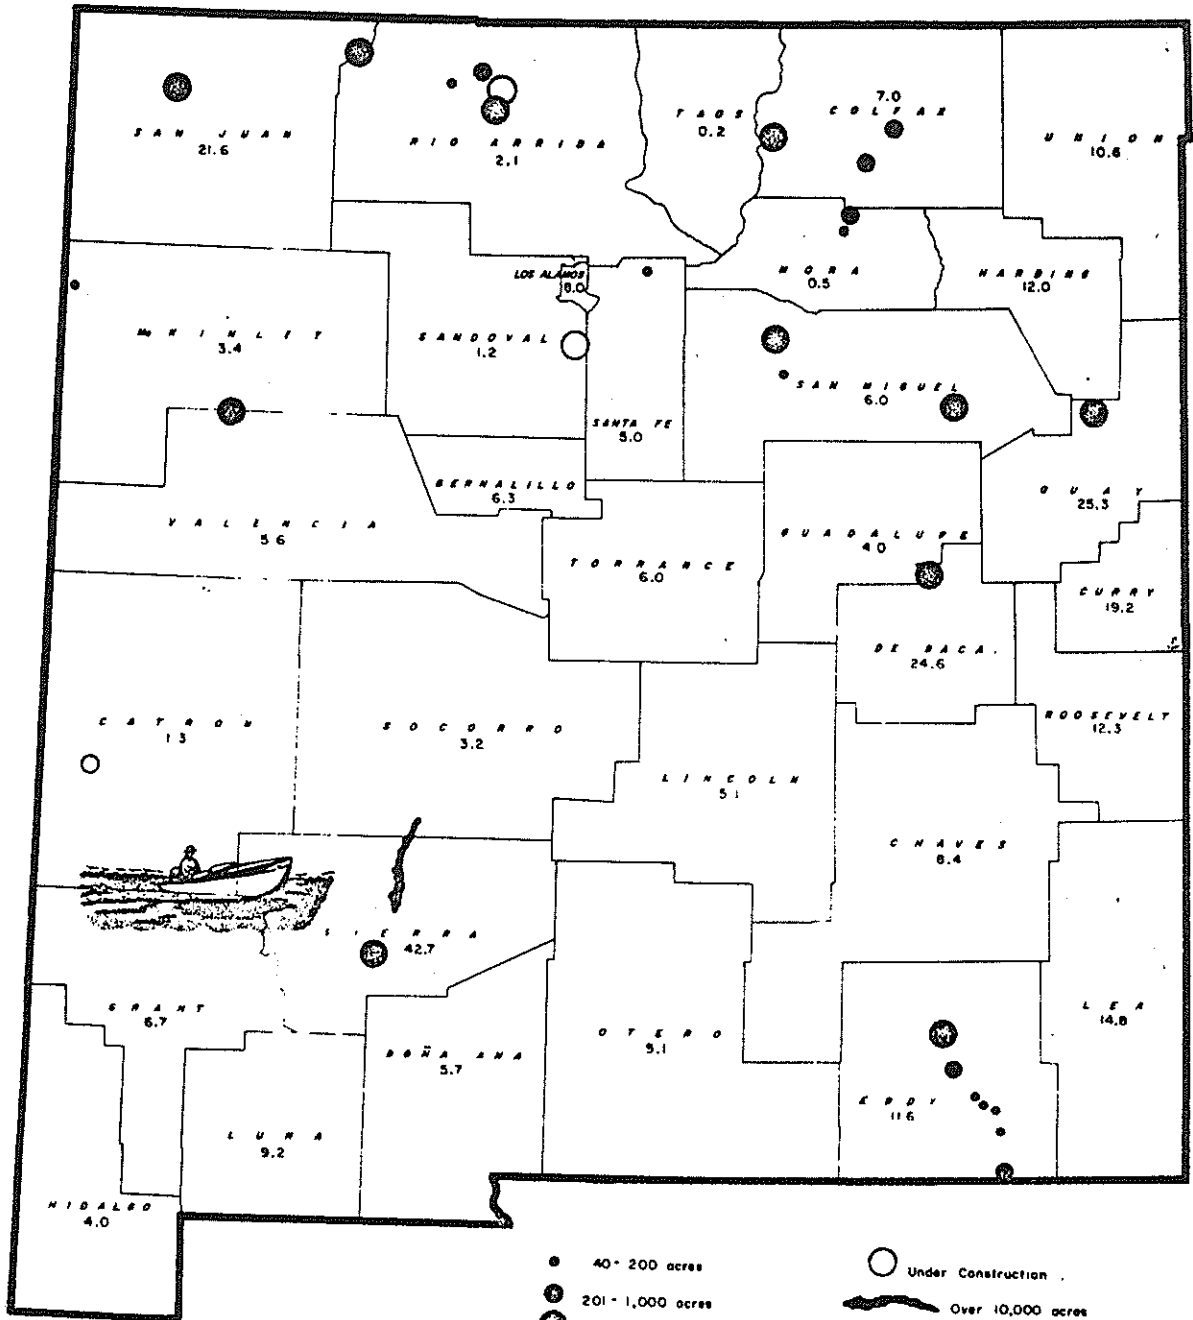 SAN JUAN
21.6
RIO ARRIBA
2.1
TAOS
0.2
7.0
COLFAX
UNION
10.8
LOS ALAMOS
8.0
MORA
0.5
HARDING
12.0
Mc KINLEY
3.4
SANDOVAL
1.2
SAN MIGUEL
6.0
SANTA FE
5.0
BERNALILLO
6.3
QUAY
25.3
VALENCIA
5.6
GUADALUPE
4.0
TORRANCE
6.0
CURRY
19.2
DE BACA
24.6
ROOSEVELT
12.3
CATRON
1.3
SOCORRO
3.2
LINCOLN
5.1
CHAVES
8.4
SIERRA
42.7
GRANT
6.7
DOÑA ANA
5.7
OTERO
9.1
LEA
14.8
EDDY
11.6
LUNA
9.2
HIDALGO
4.0
40 - 200 acres
Under Construction
201 - 1,000 acres
Over 10,000 acres